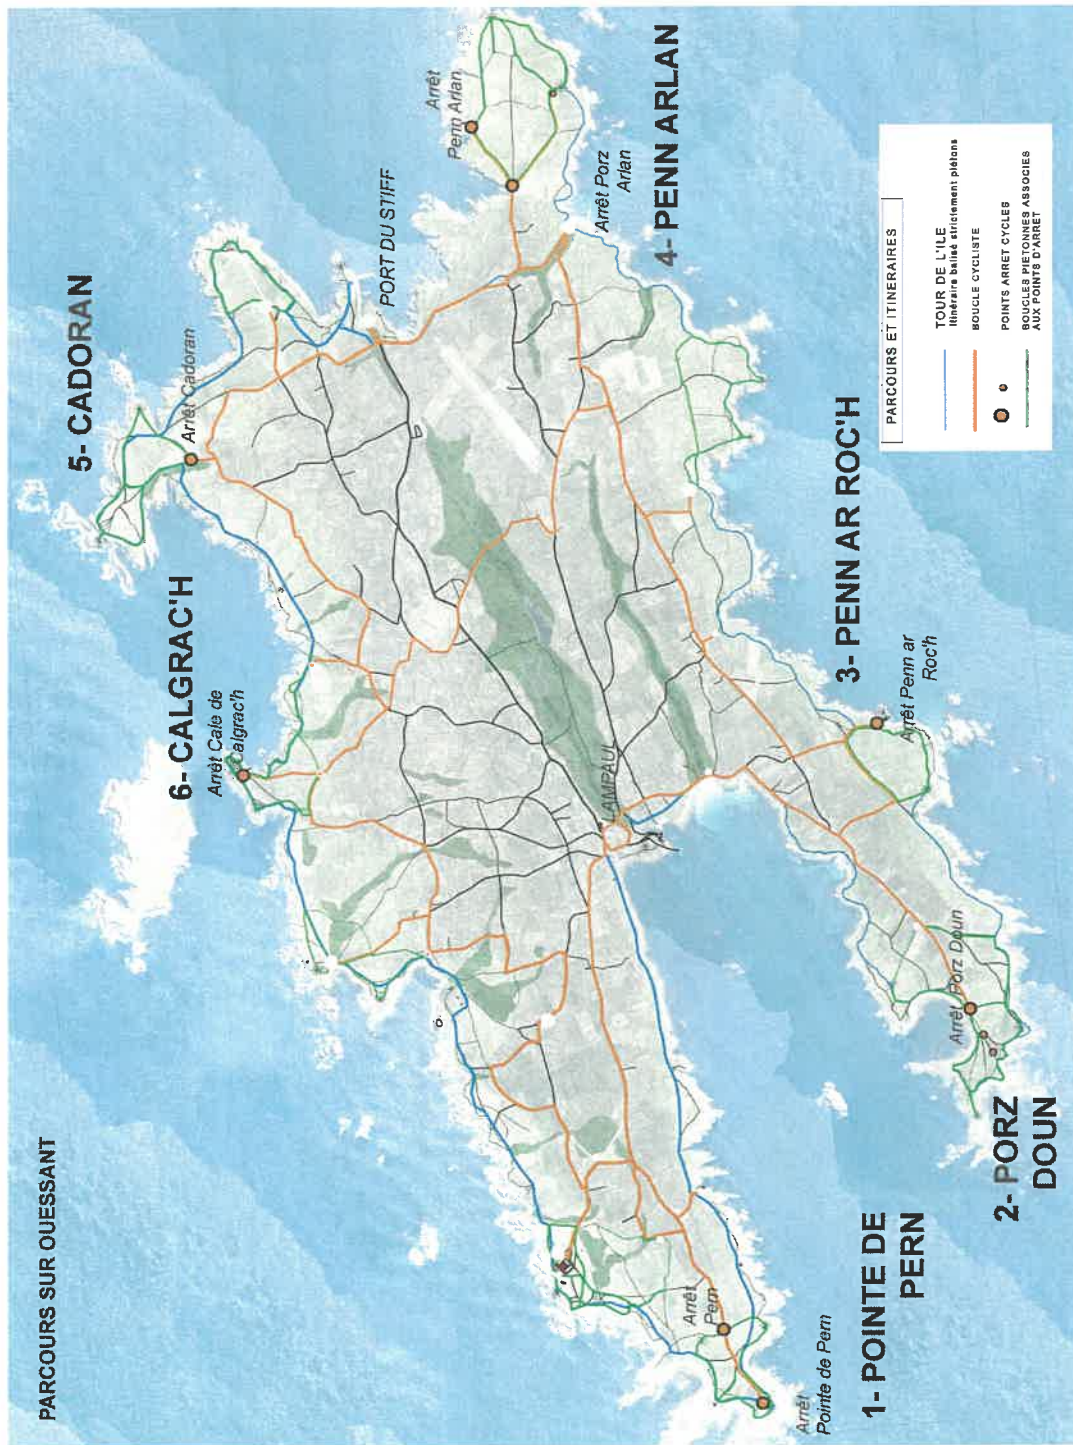 PARCOURS SUR OUESSANT
1- POINTE DE
PERN
Arrêt
Pointe de Pern
Arrêt
Pern
2- PORZ
DOUN
Arrêt Porz Doun
3- PENN AR ROC'H
Arrêt Penn ar
Roc'h
4- PENN ARLAN
Arrêt Porz
Arlan
Arrêt
Penn Arlan
5- CADORAN
Arrêt Cadoran
PORT DU STIFF
6- CALGRAC'H
Arrêt Cale de
Calgrac'h
LAMPAUL
PARCOURS ET ITINERAIRES
TOUR DE L'ILE
Itinéraire balisé strictement piétons
BOUCLE CYCLISTE
POINTS ARRET CYCLES
BOUCLES PIETONNES ASSOCIES
AUX POINTS D'ARRET